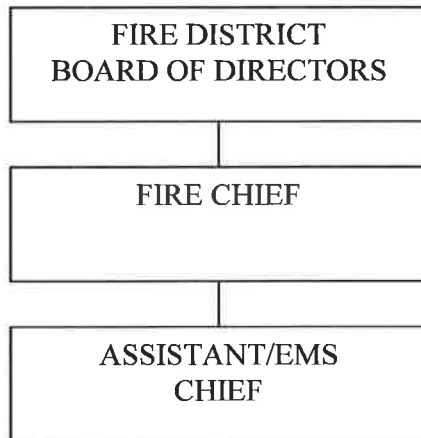 FIRE DISTRICT
BOARD OF DIRECTORS
FIRE CHIEF
ASSISTANT/EMS
CHIEF